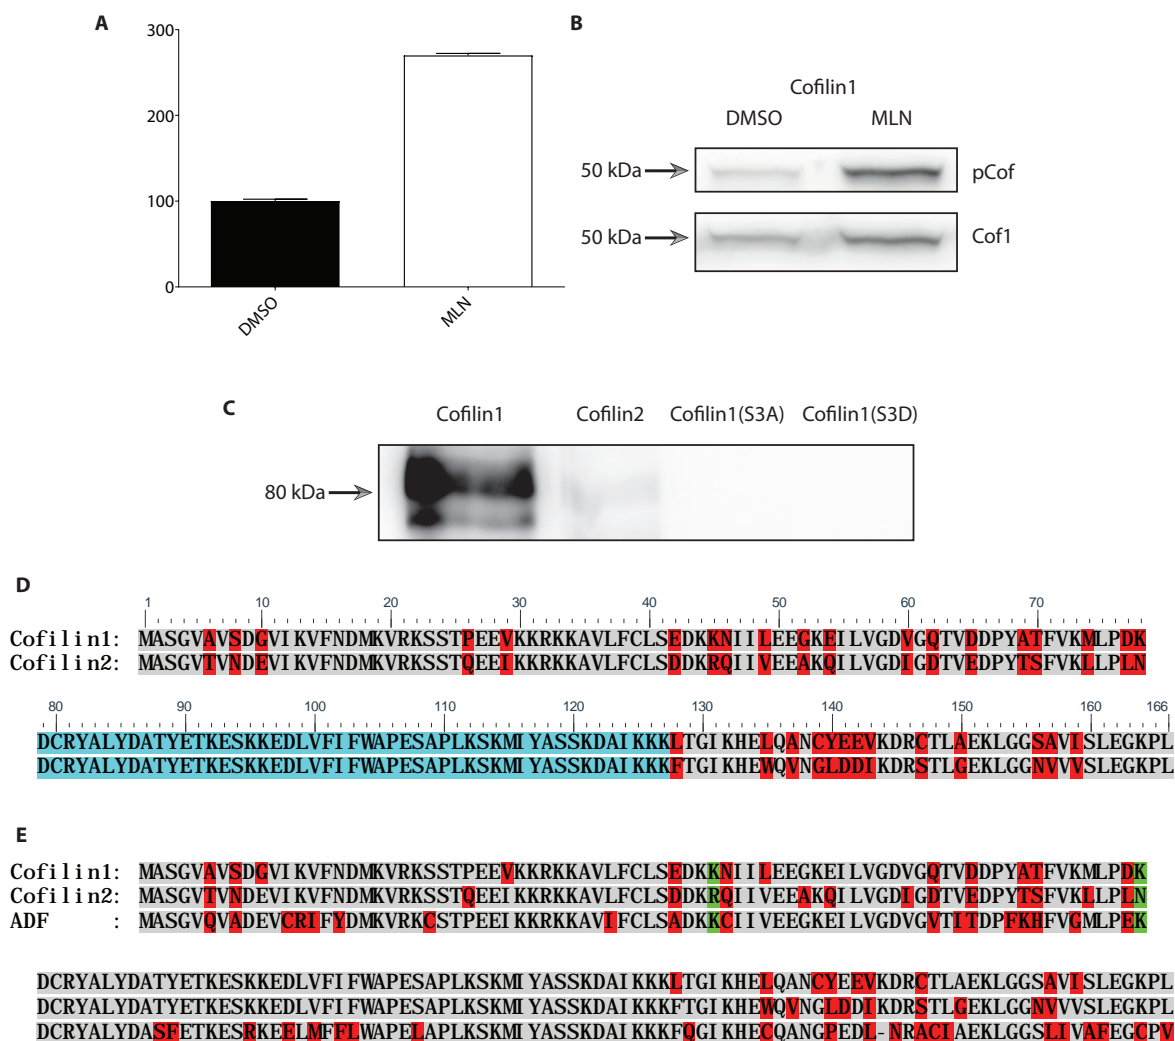 A
300
200
100
0
DMSO
MLN
B
Cofilin1
DMSO MLN
50 kDa pCof
50 kDa Cof1
C
Cofilin1 Cofilin2 Cofilin1(S3A) Cofilin1(S3D)
80 kDa
D
1 10 20 30 40 50 60 70
Cofilin1: MASGVAVSDGVIKVFNDMKVRKSSTPEEVKKRKKAVLFCLSEDKKNIILEEGKEILVGDVGQTVDDPYATFVKMLPDK
Cofilin2: MASGVTVNDEVIKVFNDMKVRKSSTQEEIKKRKKAVLFCLSDDKRQIIVEEAKQILVGDIGDTVEDPYTSFVKLLPLN
80 90 100 110 120 130 140 150 160 166
DCRYALYDATYETKESKKEDLVFIFWAPESAPLKSKMIYASSKDAIKKKLTGIKHELQANCYEEVKDRCTLAEKLGGSAVISLEGKPL
DCRYALYDATYETKESKKEDLVFIFWAPESAPLKSKMIYASSKDAIKKKFTGIKHEWQVNGLDDIKDRSTLGEKLGGNVVVSLEGKPL
E
Cofilin1: MASGVAVSDGVIKVFNDMKVRKSSTPEEVKKRKKAVLFCLSEDKKNIILEEGKEILVGDVGQTVDDPYATFVKMLPDK
Cofilin2: MASGVTVNDEVIKVFNDMKVRKSSTQEEIKKRKKAVLFCLSDDKRQIIVEEAKQILVGDIGDTVEDPYTSFVKLLPLN
ADF : MASGVQVADEVCRIFYDMKVRKCSTPEEIKKRKKAVIFCLSADKGCIIVEEGKEILVGDVGVTITDPFKHFVGMLPEK
DCRYALYDATYETKESKKEDLVFIFWAPESAPLKSKMIYASSKDAIKKKLTGIKHELQANCYEEVKDRCTLAEKLGGSAVISLEGKPL
DCRYALYDATYETKESKKEDLVFIFWAPESAPLKSKMIYASSKDAIKKKFTGIKHEWQVNGLDDIKDRSTLGEKLGGNVVVSLEGKPL
DCRYALYDASFETKESRKEELMFFLWAPELAPLKSKMIYASSKDAIKKKFQGIKHECQANGPEDL-NRACIAEKLGGSLIVAFEGCPV